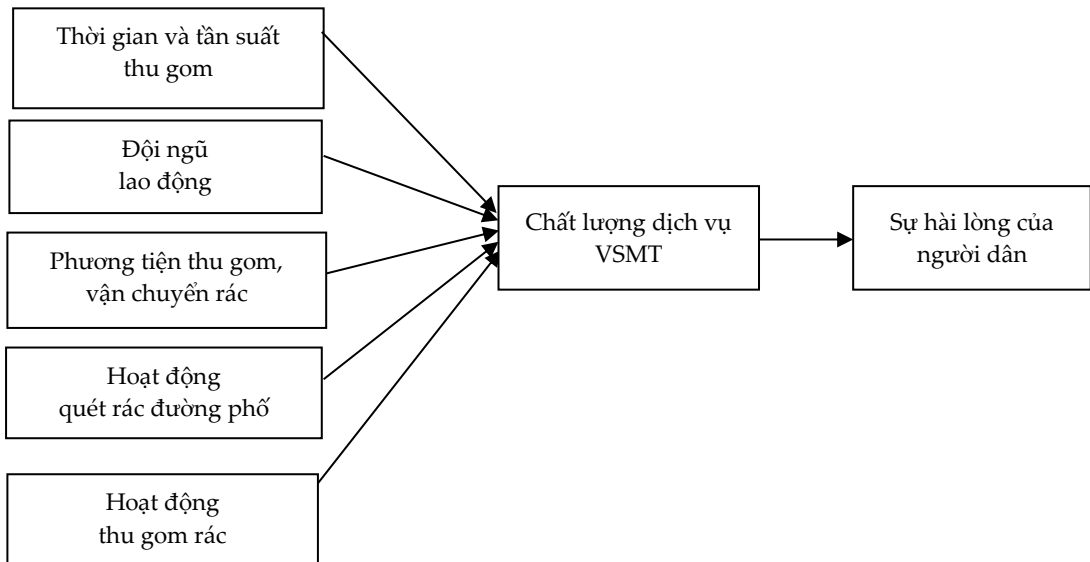 Thời gian và tần suất
thu gom
Đội ngũ
lao động
Phương tiện thu gom,
vận chuyển rác
Hoạt động
quét rác đường phố
Hoạt động
thu gom rác
Chất lượng dịch vụ
VSMT
Sự hài lòng của
người dân